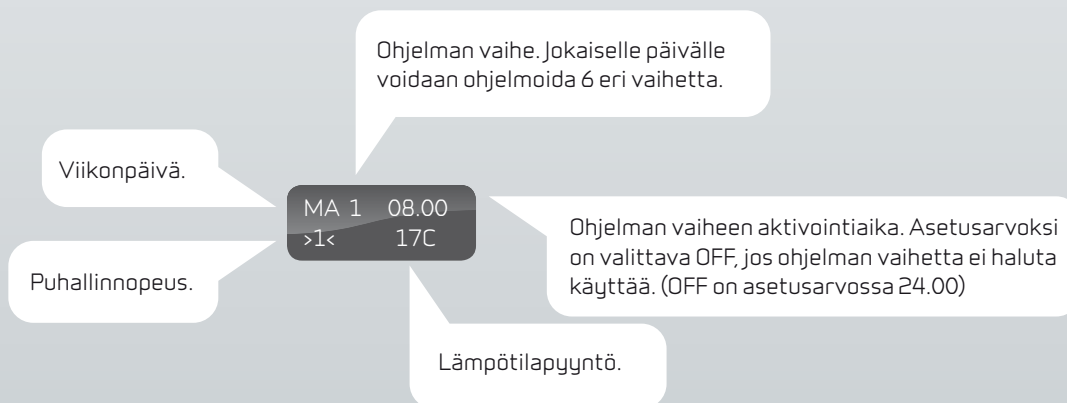 Ohjelman vaihe. Jokaiselle päivälle
voidaan ohjelmoida 6 eri vaihetta.
Viikonpäivä.
MA 1 08.00
>1< 17C
Puhallinnopeus.
Ohjelman vaiheen aktivointiaika. Asetusarvoksi
on valittava OFF, jos ohjelman vaihetta ei haluta
käyttää. (OFF on asetusarvossa 24.00)
Lämpötilapyyntö.